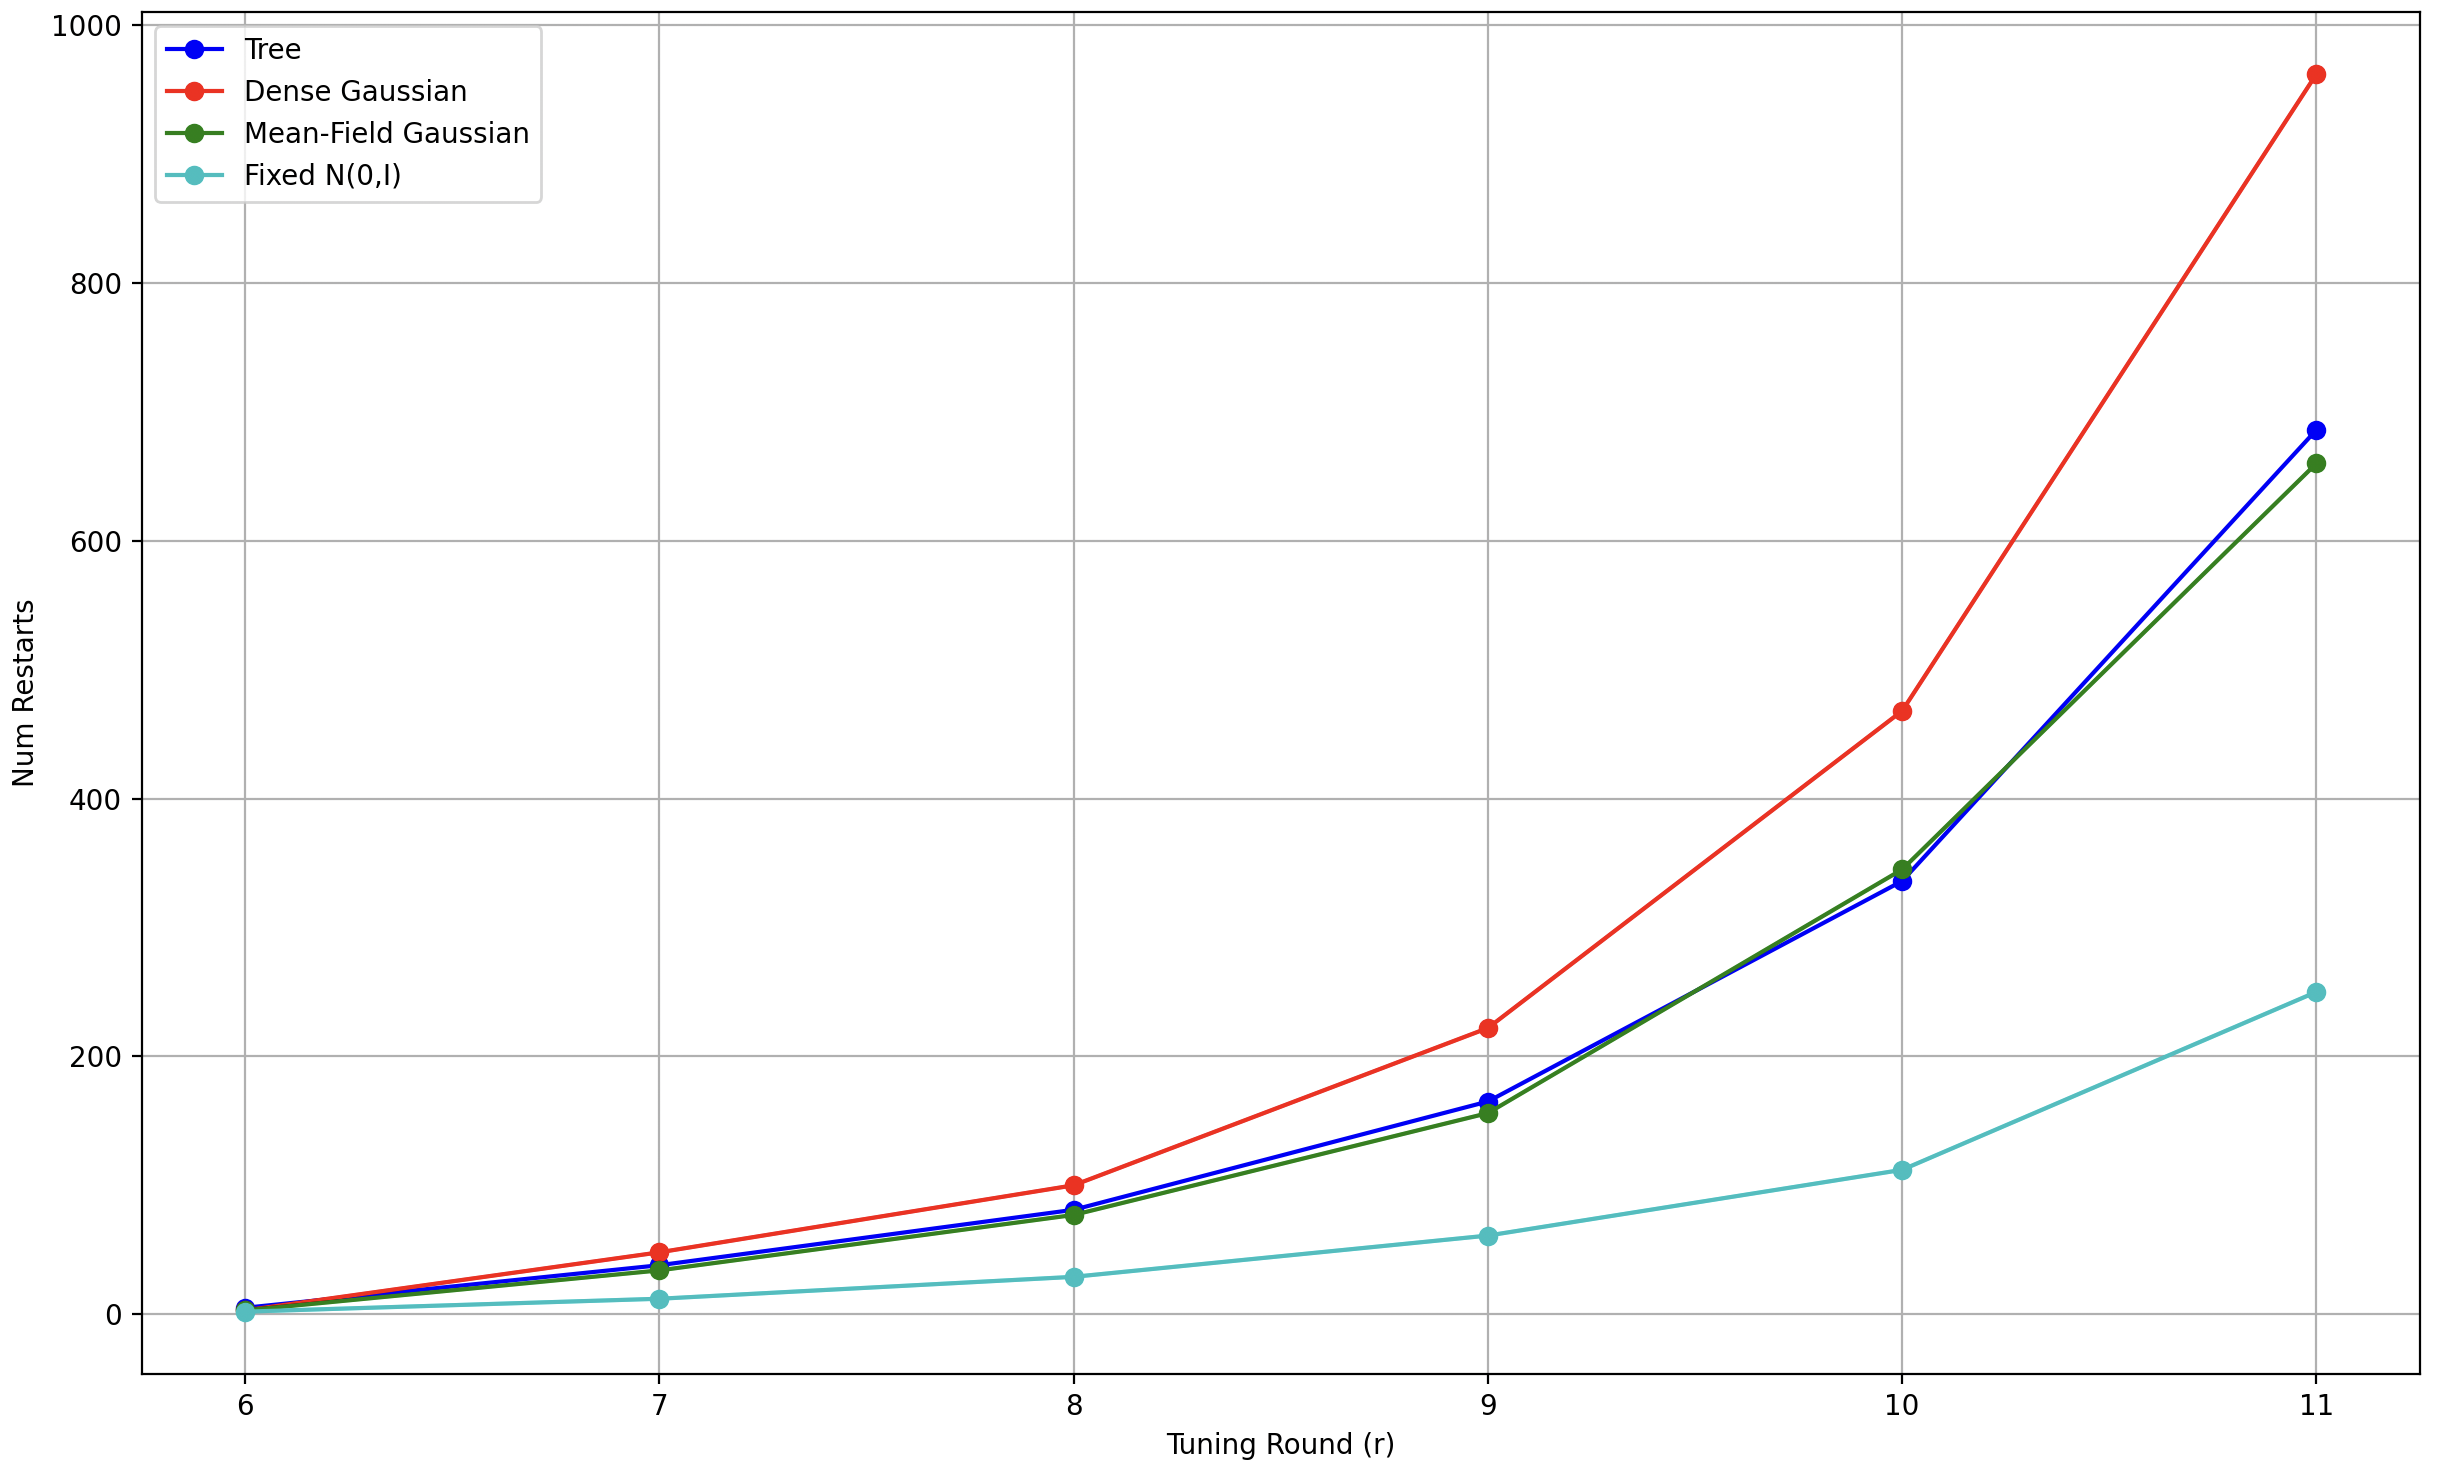 1000
800
600
400
200
0
Num Restarts
Tree
Dense Gaussian
Mean-Field Gaussian
Fixed N(0,I)
6 7 8 9 10 11
Tuning Round (r)